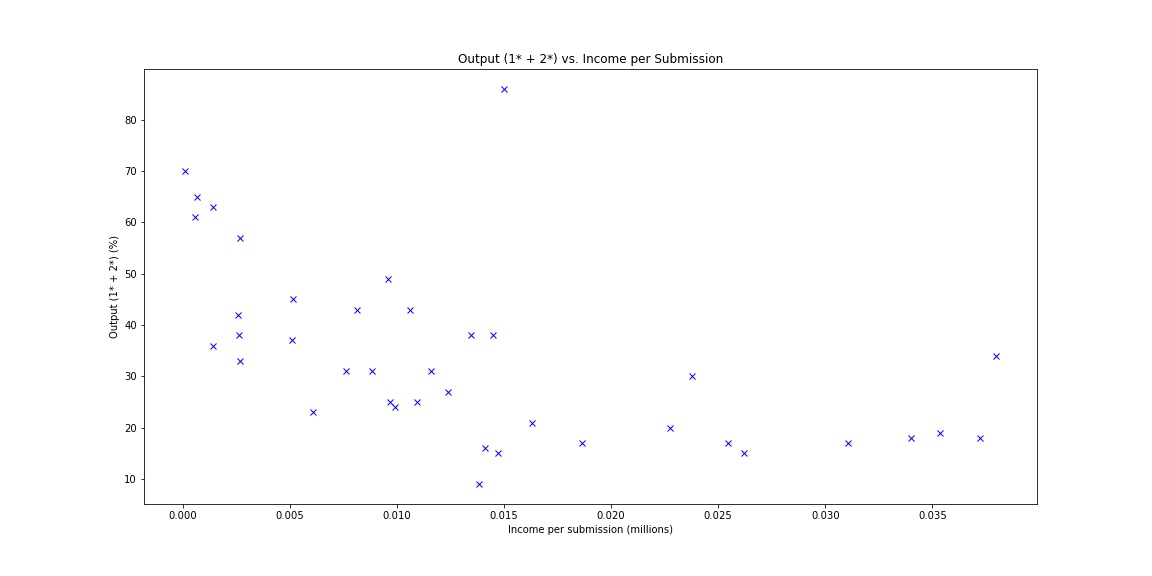 Output (1* + 2*) vs. Income per Submission
80
70
60
50
40
30
20
10
Output (1* + 2*) (%)
0.000 0.005 0.010 0.015 0.020 0.025 0.030 0.035
Income per submission (millions)